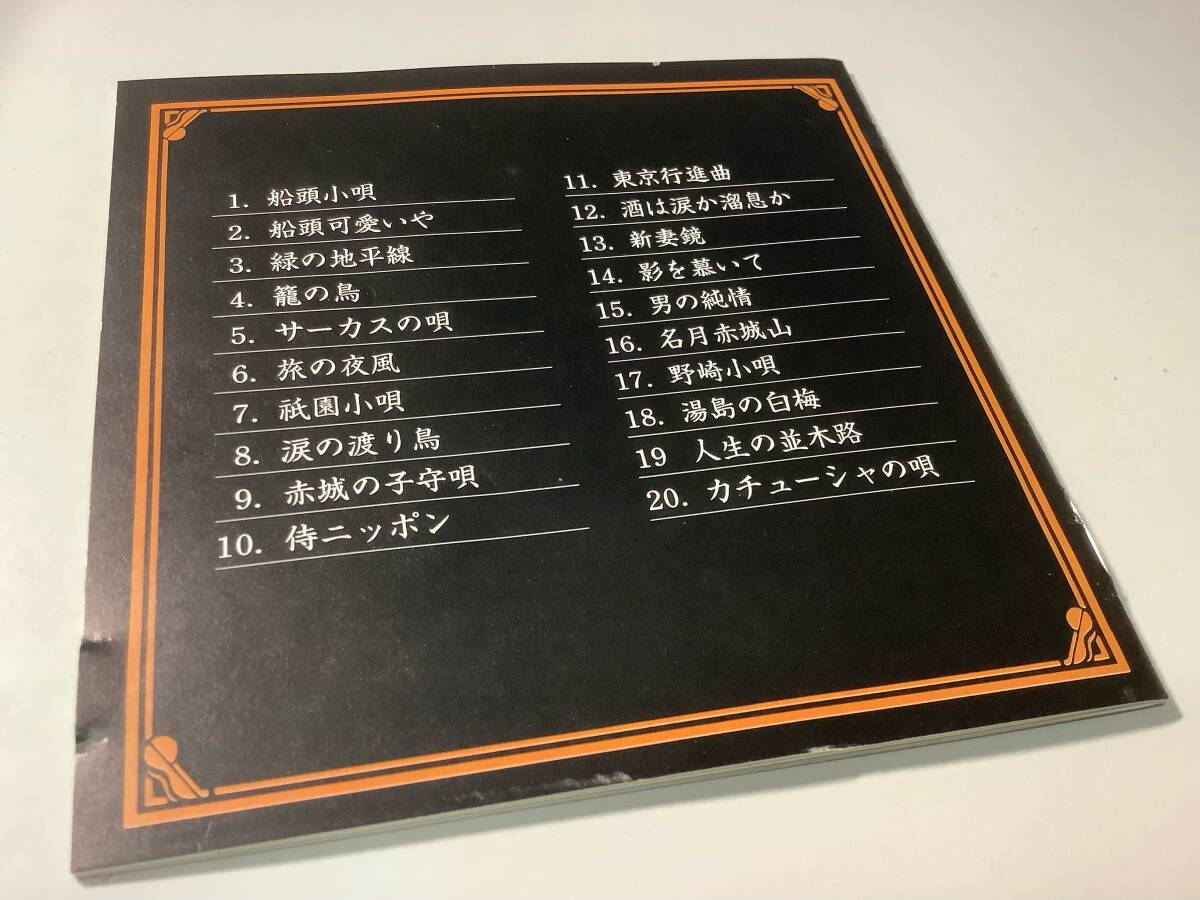 1. 船頭小唄
2. 船頭可愛いや
3. 緑の地平線
4. 籠の鳥
5. サーカスの唄
6. 旅の夜風
7. 祇園小唄
8. 涙の渡り鳥
9. 赤城の子守唄
10. 侍ニッポン
11. 東京行進曲
12. 酒は涙か溜息か
13. 新妻鏡
14. 影を慕いて
15. 男の純情
16. 名月赤城山
17. 野崎小唄
18. 湯島の白梅
19 人生の並木路
20. カチューシャの唄